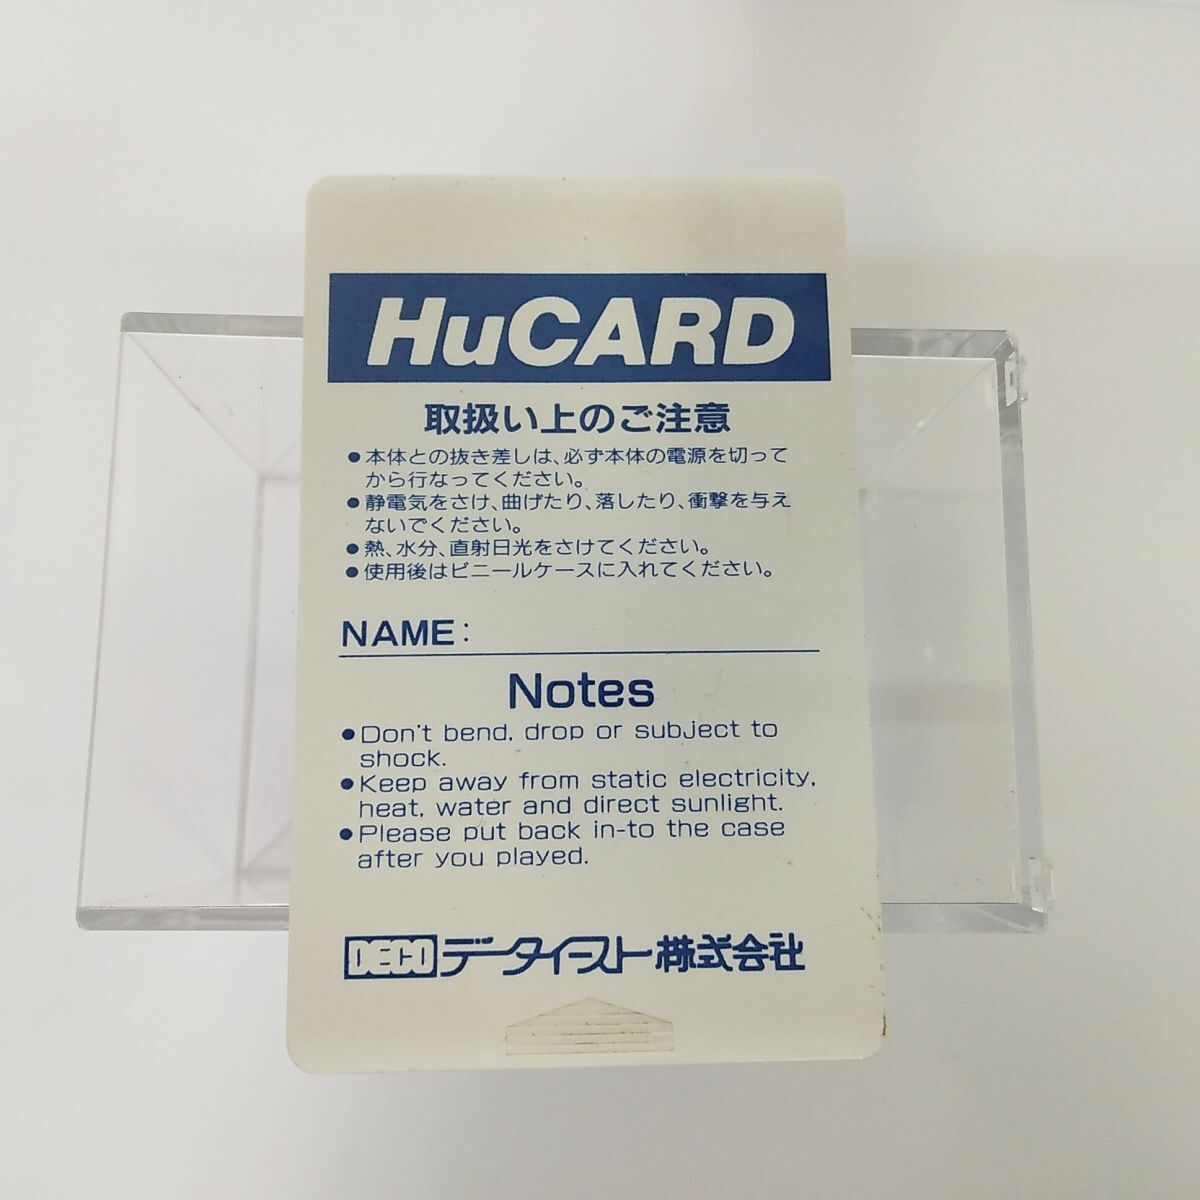 HuCARD
取扱い上のご注意
●本体との抜き差しは、必ず本体の電源を切って
から行なってください。
●静電気をさけ、曲げたり、落したり、衝撃を与え
ないでください。
●熱、水分、直射日光をさけてください。
●使用後はビニールケースに入れてください。
NAME:
Notes
●Don't bend, drop or subject to
shock.
●Keep away from static electricity,
heat, water and direct sunlight.
●Please put back in-to the case
after you played.
DECO データイースト株式会社